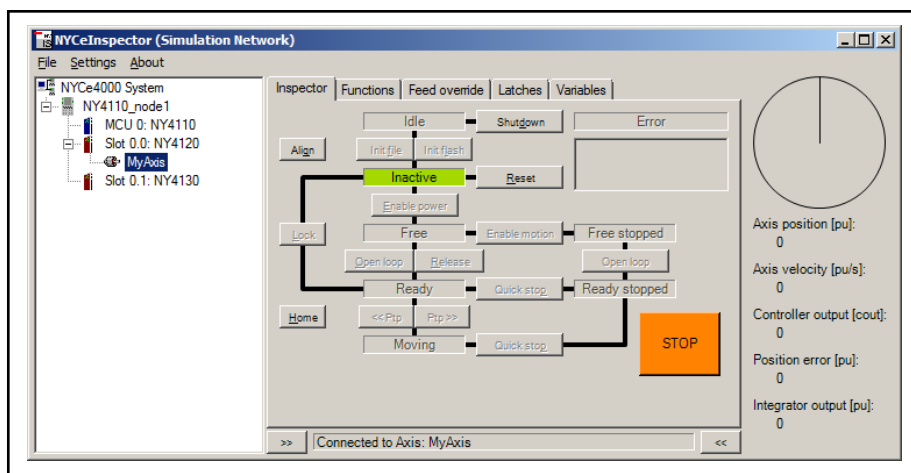 NYCeInspector (Simulation Network)
File Settings About
NYCe4000 System
NY4110_node1
MCU 0: NY4110
Slot 0.0: NY4120
MyAxis
Slot 0.1: NY4130
Inspector Functions Feed override Latches Variables
Idle Shutdown Error
Align Init file Init flash
Inactive Reset
Enable power
Lock Free Enable motion Free stopped
Open loop Release Open loop
Ready Quick stop Ready stopped
Home << Ptp Ptp >>
Moving Quick stop STOP
>> Connected to Axis: MyAxis <<
Axis position [pu]:
0
Axis velocity [pu/s]:
0
Controller output [cout]:
0
Position error [pu]:
0
Integrator output [pu]:
0